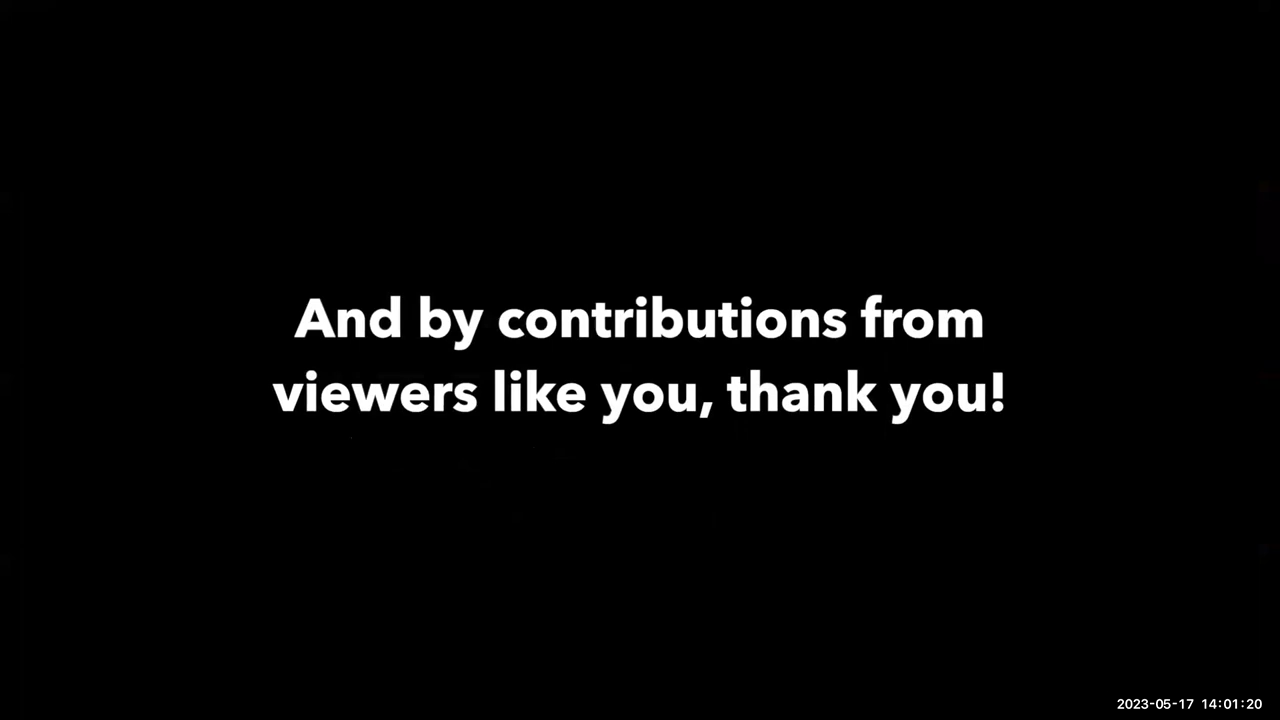 And by contributions from
viewers like you, thank you!
2023-05-17 14:01:20